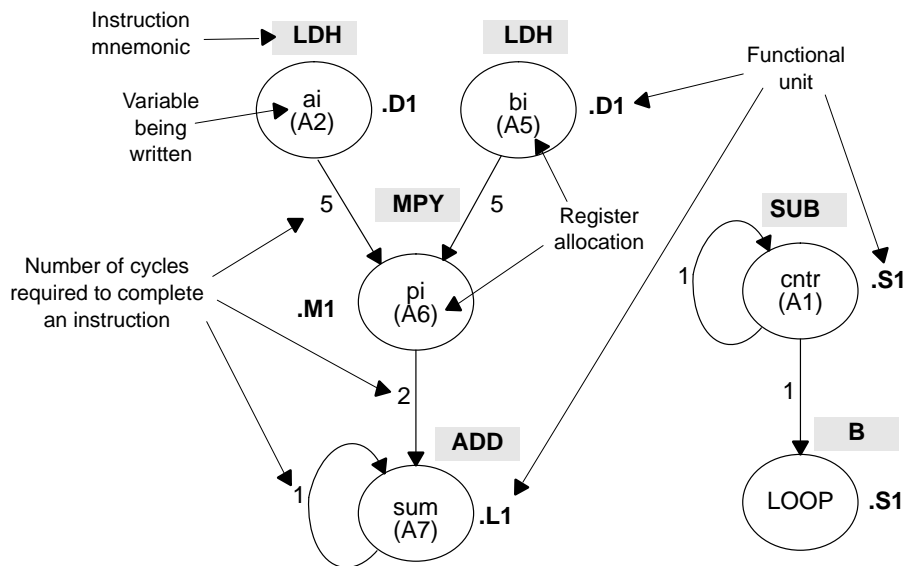 Instruction
mnemonic
LDH
LDH
Functional
unit
Variable
being
written
ai
(A2)
.D1
bi
(A5)
.D1
5
MPY
5
Register
allocation
SUB
Number of cycles
required to complete
an instruction
.M1
pi
(A6)
1
cntr
(A1)
.S1
2
1
ADD
B
1
sum
(A7)
.L1
LOOP
.S1